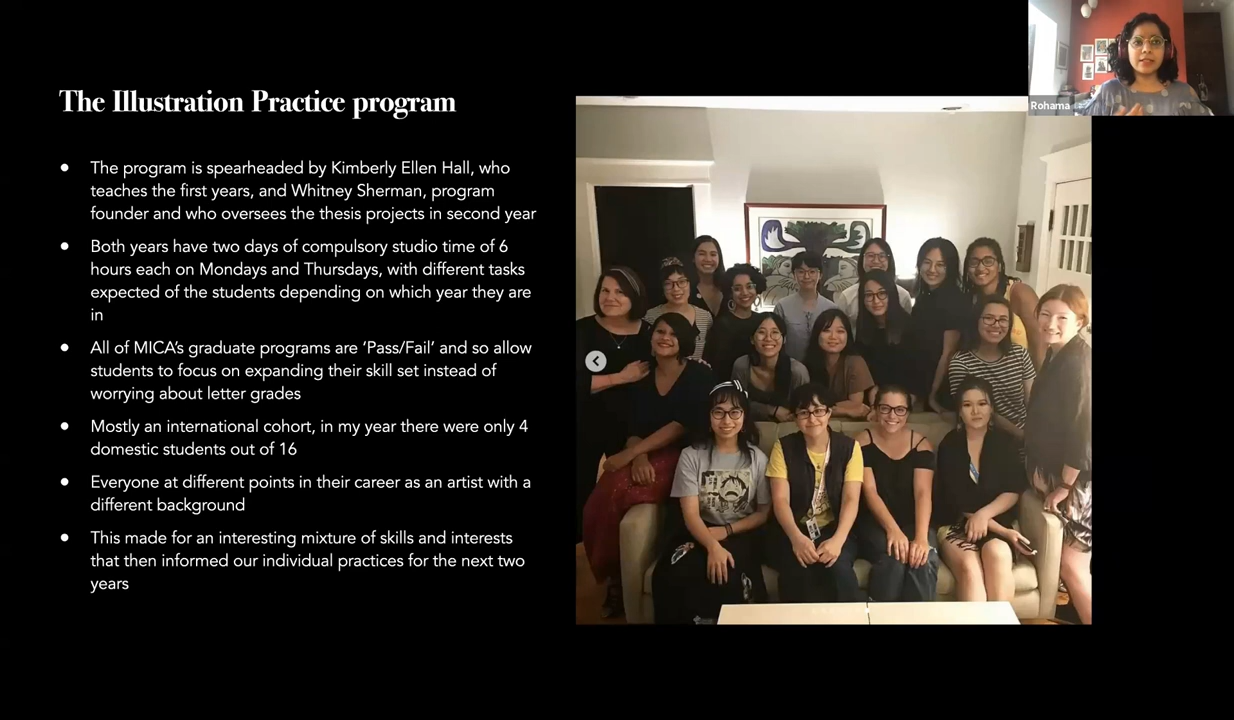 Rohama
The Illustration Practice program
● The program is spearheaded by Kimberly Ellen Hall, who
teaches the first years, and Whitney Sherman, program
founder and who oversees the thesis projects in second year
● Both years have two days of compulsory studio time of 6
hours each on Mondays and Thursdays, with different tasks
expected of the students depending on which year they are
in
● All of MICA's graduate programs are 'Pass/Fail' and so allow
students to focus on expanding their skill set instead of
worrying about letter grades
● Mostly an international cohort, in my year there were only 4
domestic students out of 16
● Everyone at different points in their career as an artist with a
different background
● This made for an interesting mixture of skills and interests
that then informed our individual practices for the next two
years